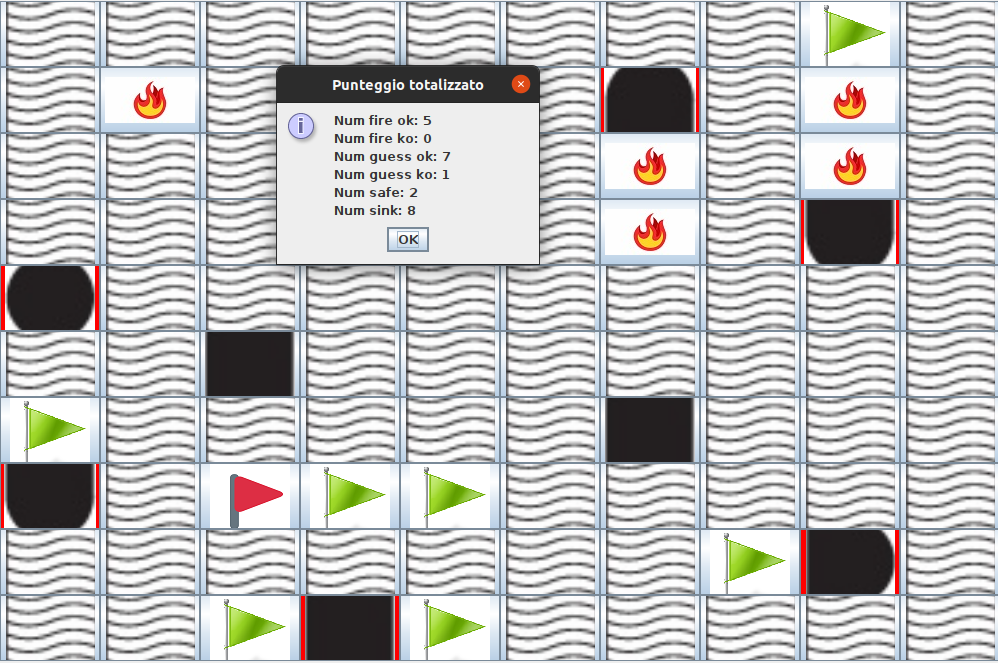 Punteggio totalizzato
Num fire ok: 5
Num fire ko: 0
Num guess ok: 7
Num guess ko: 1
Num safe: 2
Num sink: 8
OK